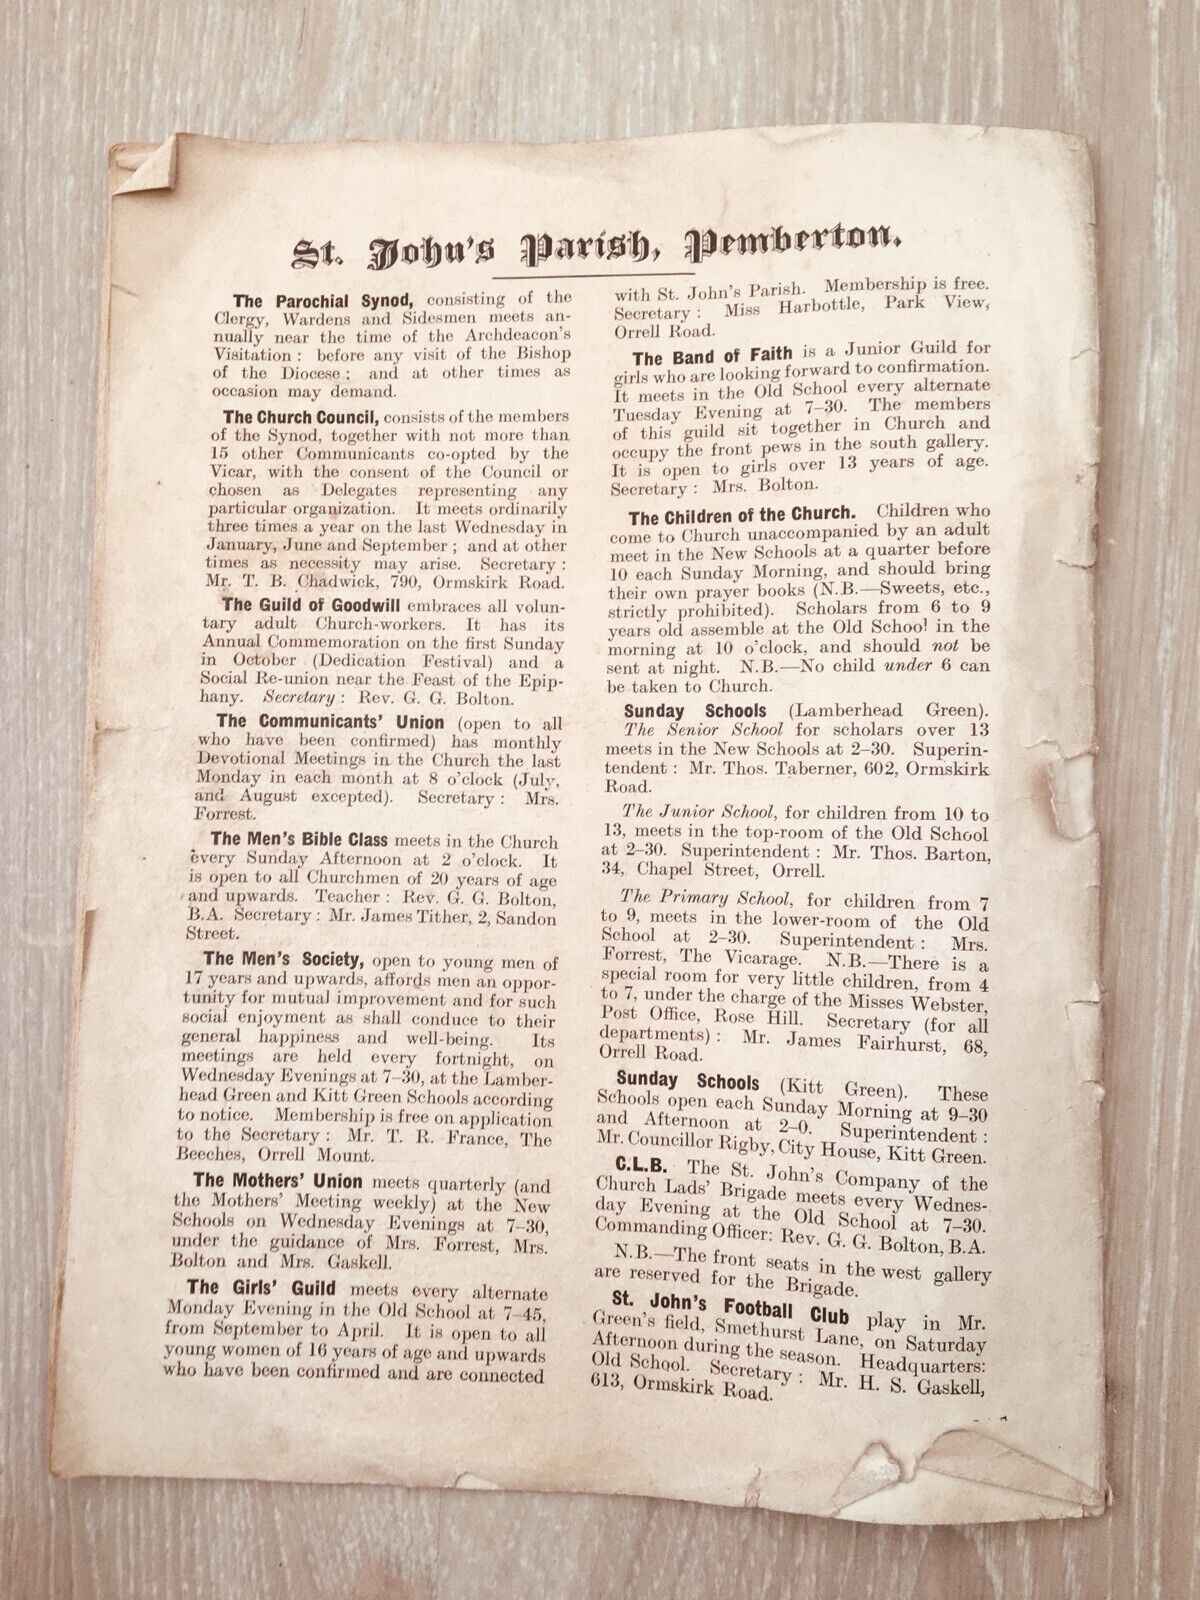 St. John's Parish, Pemberton.
The Parochial Synod, consisting of the
Clergy, Wardens and Sidesmen meets an-
nually near the time of the Archdeacon's
Visitation : before any visit of the Bishop
of the Diocese ; and at other times as
occasion may demand.
The Church Council, consists of the members
of the Synod, together with not more than
15 other Communicants co-opted by the
Vicar, with the consent of the Council or
chosen as Delegates representing any
particular organization. It meets ordinarily
three times a year on the last Wednesday in
January, June and September ; and at other
times as necessity may arise. Secretary :
Mr. T. B. Chadwick, 790, Ormskirk Road.
The Guild of Goodwill embraces all volun-
tary adult Church-workers. It has its
Annual Commemoration on the first Sunday
in October (Dedication Festival) and a
Social Re-union near the Feast of the Epip-
hany. Secretary : Rev. G. G. Bolton.
The Communicants' Union (open to all
who have been confirmed) has monthly
Devotional Meetings in the Church the last
Monday in each month at 8 o'clock (July,
and August excepted). Secretary : Mrs.
Forrest.
The Men's Bible Class meets in the Church
every Sunday Afternoon at 2 o'clock. It
is open to all Churchmen of 20 years of age
and upwards. Teacher : Rev. G. G. Bolton,
B.A. Secretary : Mr. James Tither, 2, Sandon
Street.
The Men's Society, open to young men of
17 years and upwards, affords men an oppor-
tunity for mutual improvement and for such
social enjoyment as shall conduce to their
general happiness and well-being. Its
meetings are held every fortnight, on
Wednesday Evenings at 7–30, at the Lamber-
head Green and Kitt Green Schools according
to notice. Membership is free on application
to the Secretary : Mr. T. R. France, The
Beeches, Orrell Mount.
The Mothers' Union meets quarterly (and
the Mothers' Meeting weekly) at the New
Schools on Wednesday Evenings at 7–30,
under the guidance of Mrs. Forrest, Mrs.
Bolton and Mrs. Gaskell.
The Girls' Guild meets every alternate
Monday Evening in the Old School at 7–45,
from September to April. It is open to all
young women of 16 years of age and upwards
who have been confirmed and are connected
with St. John's Parish. Membership is free.
Secretary : Miss Harbottle, Park View,
Orrell Road.
The Band of Faith is a Junior Guild for
girls who are looking forward to confirmation.
It meets in the Old School every alternate
Tuesday Evening at 7–30. The members
of this guild sit together in Church and
occupy the front pews in the south gallery.
It is open to girls over 13 years of age.
Secretary : Mrs. Bolton.
The Children of the Church. Children who
come to Church unaccompanied by an adult
meet in the New Schools at a quarter before
10 each Sunday Morning, and should bring
their own prayer books (N.B.—Sweets, etc.,
strictly prohibited). Scholars from 6 to 9
years old assemble at the Old School in the
morning at 10 o'clock, and should not be
sent at night. N.B.—No child under 6 can
be taken to Church.
Sunday Schools (Lamberhead Green).
The Senior School for scholars over 13
meets in the New Schools at 2–30. Superin-
tendent : Mr. Thos. Taberner, 602, Ormskirk
Road.
The Junior School, for children from 10 to
13, meets in the top-room of the Old School
at 2–30. Superintendent : Mr. Thos. Barton,
34, Chapel Street, Orrell.
The Primary School, for children from 7
to 9, meets in the lower-room of the Old
School at 2–30. Superintendent : Mrs.
Forrest, The Vicarage. N.B.—There is a
special room for very little children, from 4
to 7, under the charge of the Misses Webster,
Post Office, Rose Hill. Secretary (for all
departments) : Mr. James Fairhurst, 68,
Orrell Road.
Sunday Schools (Kitt Green). These
Schools open each Sunday Morning at 9–30
and Afternoon at 2–0. Superintendent :
Mr. Councillor Rigby, City House, Kitt Green.
C.L.B. The St. John's Company of the
Church Lads' Brigade meets every Wednes-
day Evening at the Old School at 7–30.
Commanding Officer: Rev. G. G. Bolton, B.A.
N.B.—The front seats in the west gallery
are reserved for the Brigade.
St. John's Football Club play in Mr.
Green's field, Smethurst Lane, on Saturday
Afternoon during the season. Headquarters:
Old School. Secretary : Mr. H. S. Gaskell,
613, Ormskirk Road.